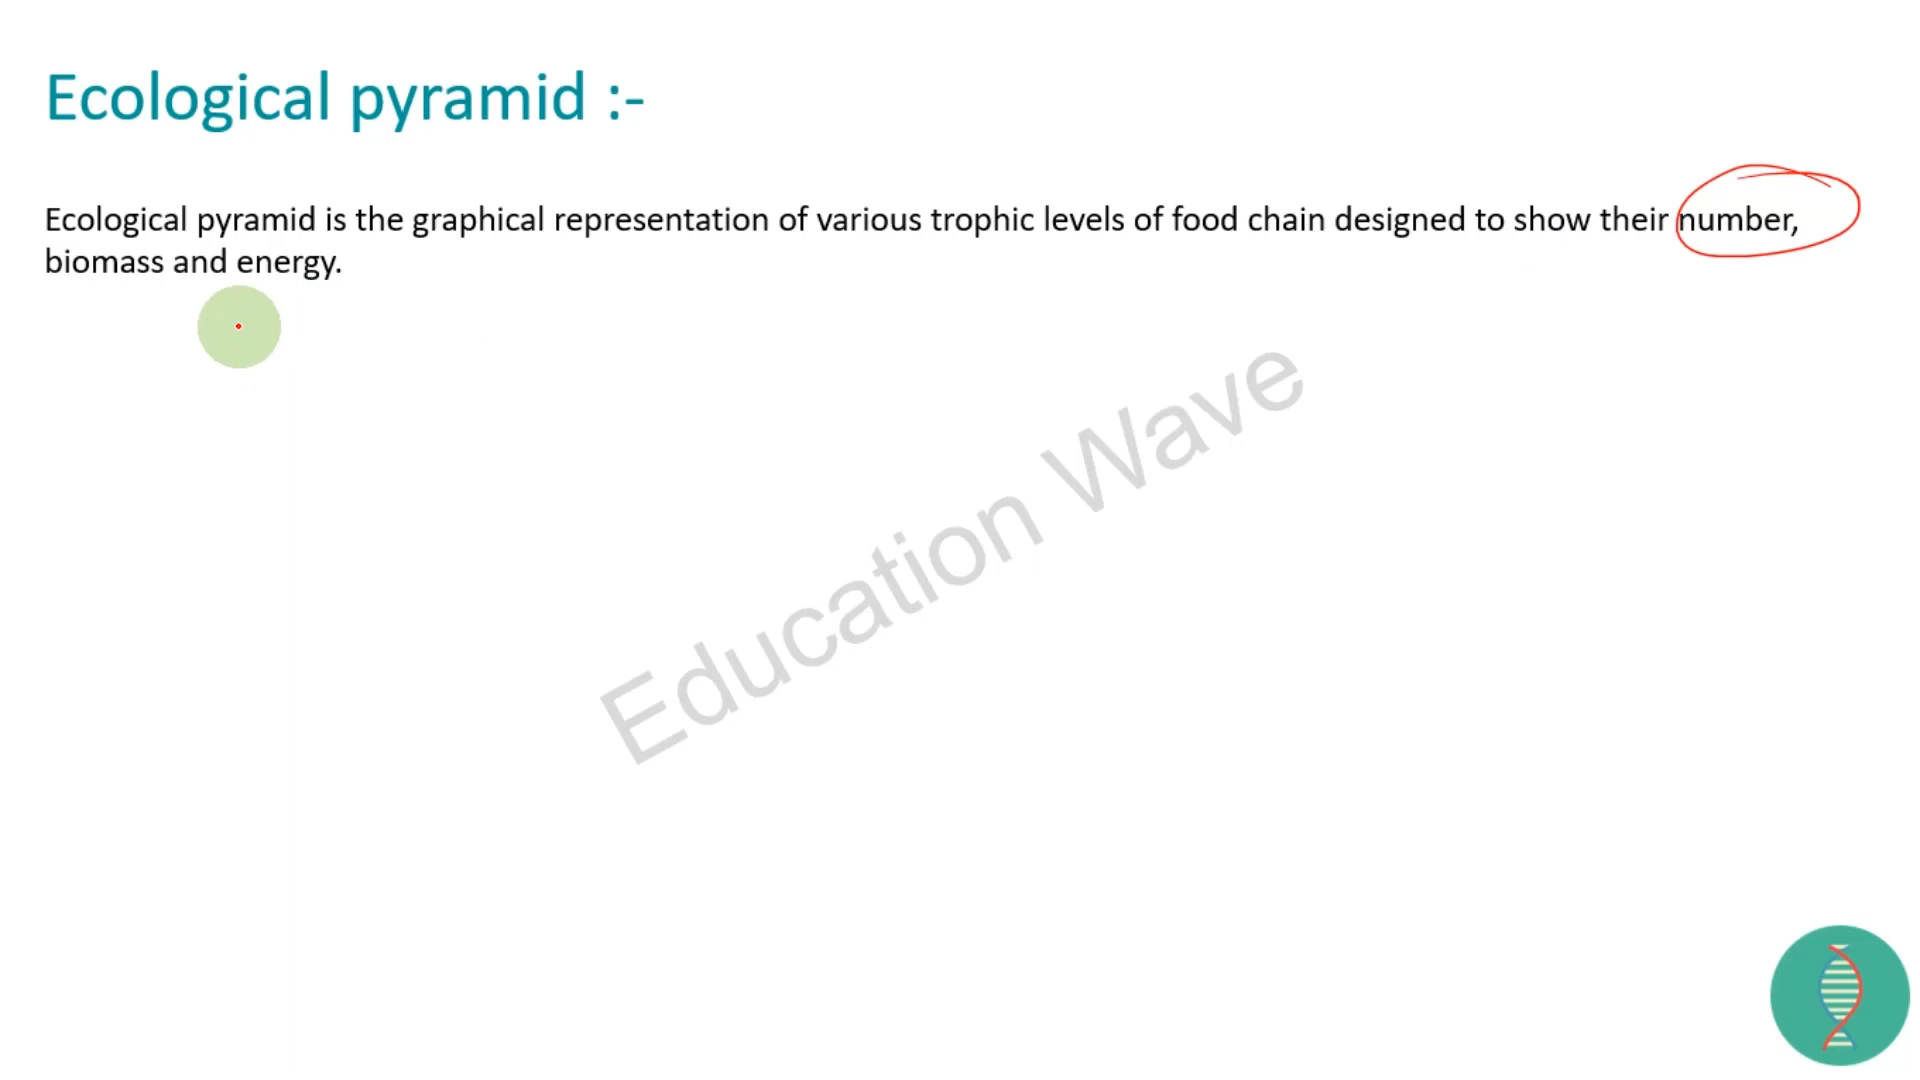 Ecological pyramid :-
Ecological pyramid is the graphical representation of various trophic levels of food chain designed to show their number,
biomass and energy.
Education Wave